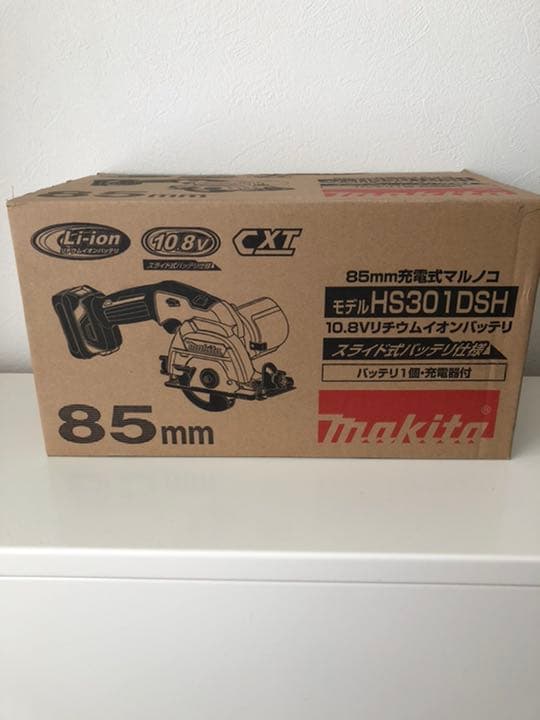 85mm
makita
Li-ion
リチウムイオンバッテリ
10.8V
スライド式バッテリ仕様
CXT
85mm充電式マルノコ
モデルHS301DSH
10.8Vリチウムイオンバッテリ
スライド式バッテリ仕様
バッテリ1個・充電器付
makita
85mm
makita®